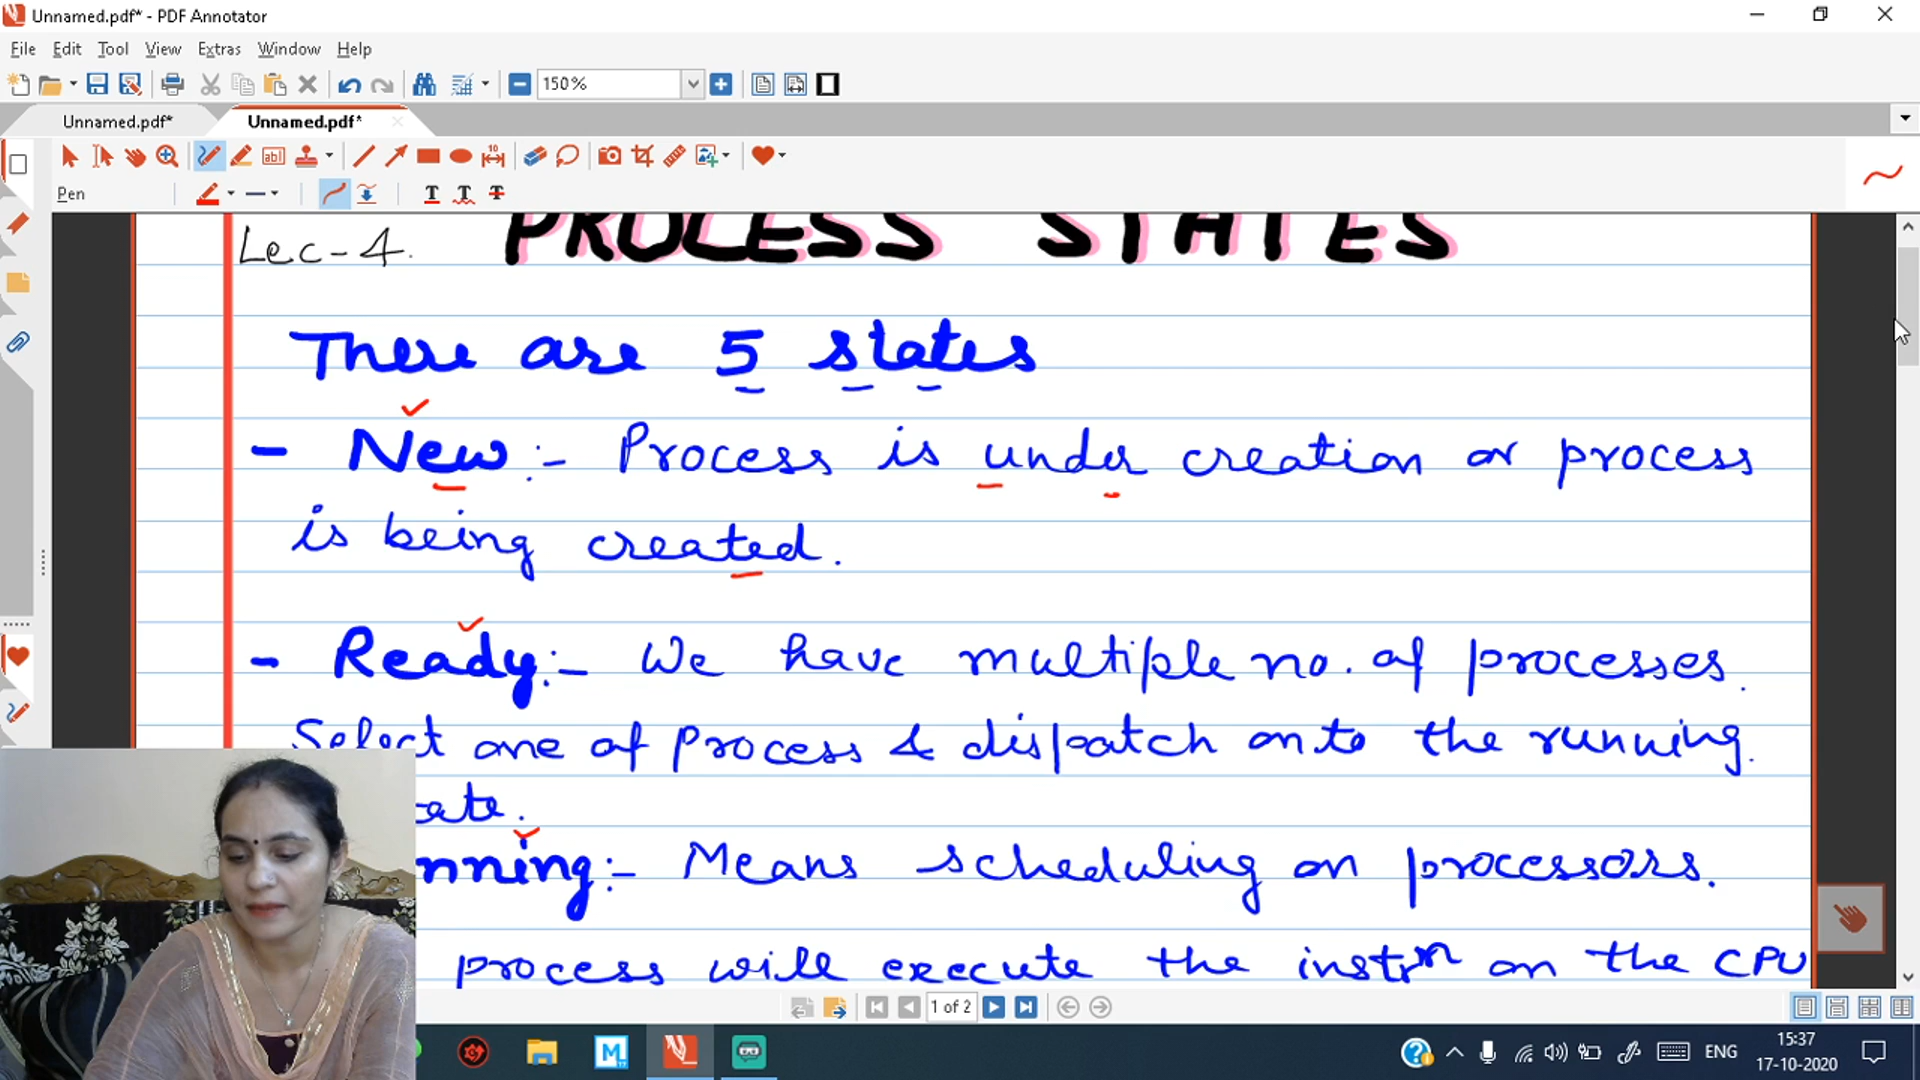 Unnamed.pdf* - PDF Annotator
File Edit Tool View Extras Window Help
150%
Unnamed.pdf* Unnamed.pdf*
Pen
Lec-4. PROCESS STATES
There are 5 states
- New:- Process is under creation or process
is being created.
- Ready:- We have multiple no. of processes.
Select one of process & dispatch onto the running.
ate.
nning:- Means scheduling on processors.
process will execute the instrn on the CPU
1 of 2
ENG
15:37
17-10-2020